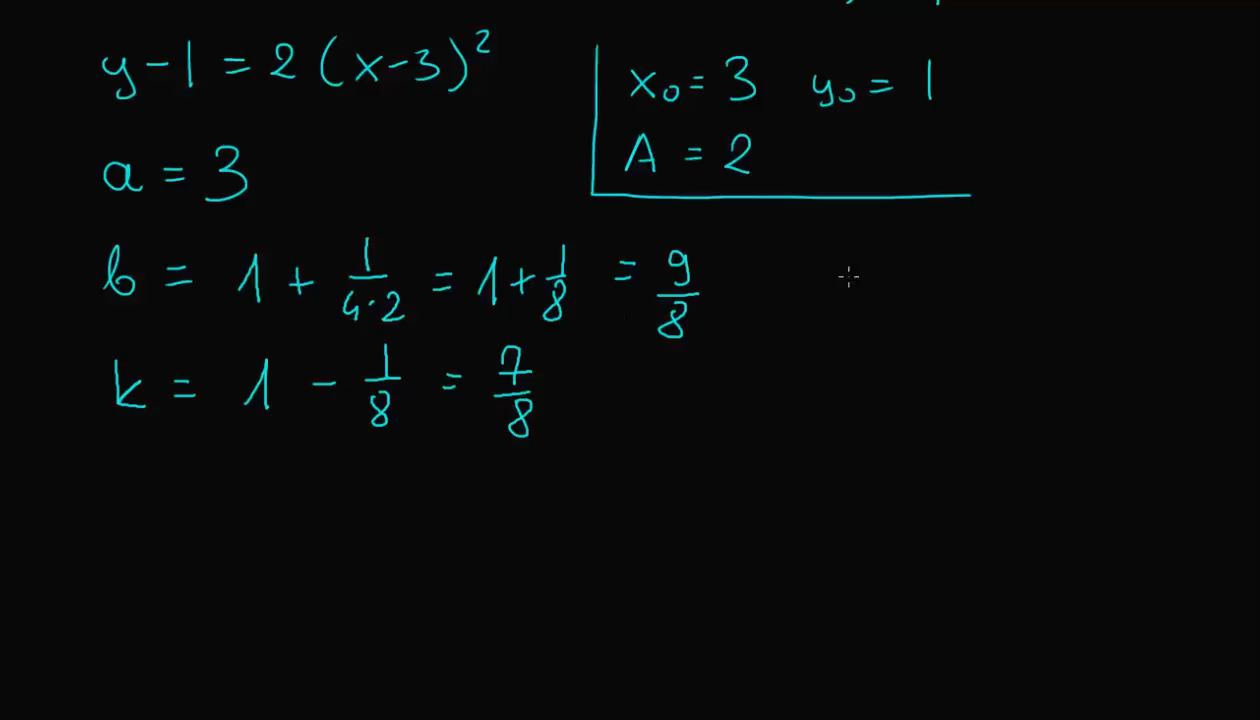 y - 1 = 2 (x - 3)²
x₀ = 3 y₀ = 1
A = 2
a = 3
b = 1 + 1/(4·2) = 1 + 1/8 = 9/8
k = 1 - 1/8 = 7/8